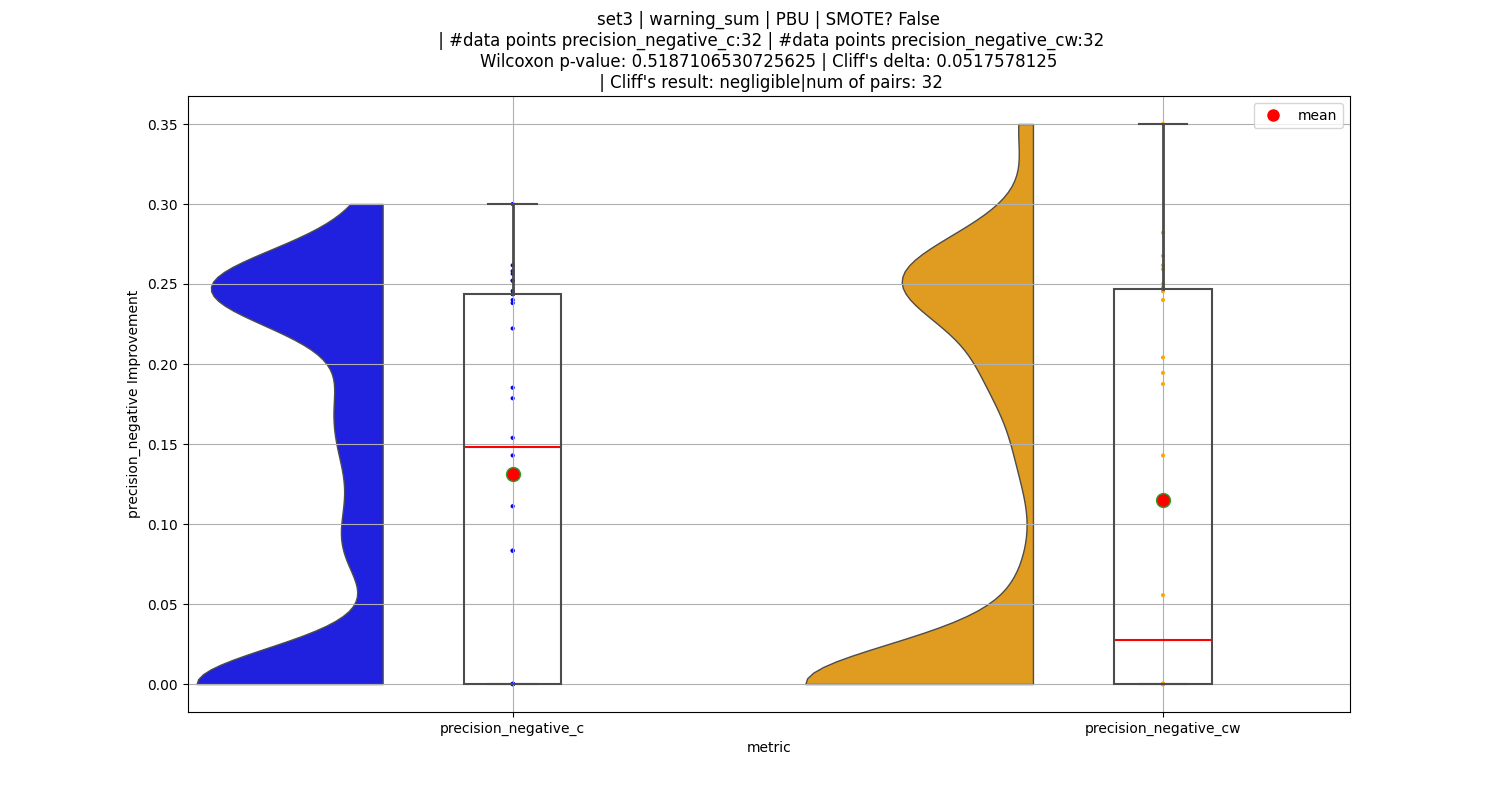 set3 | warning_sum | PBU | SMOTE? False
| #data points precision_negative_c:32 | #data points precision_negative_cw:32
Wilcoxon p-value: 0.5187106530725625 | Cliff's delta: 0.0517578125
| Cliff's result: negligible|num of pairs: 32
mean
0.35
0.30
0.25
0.20
0.15
0.10
0.05
0.00
precision_negative Improvement
precision_negative_c
precision_negative_cw
metric